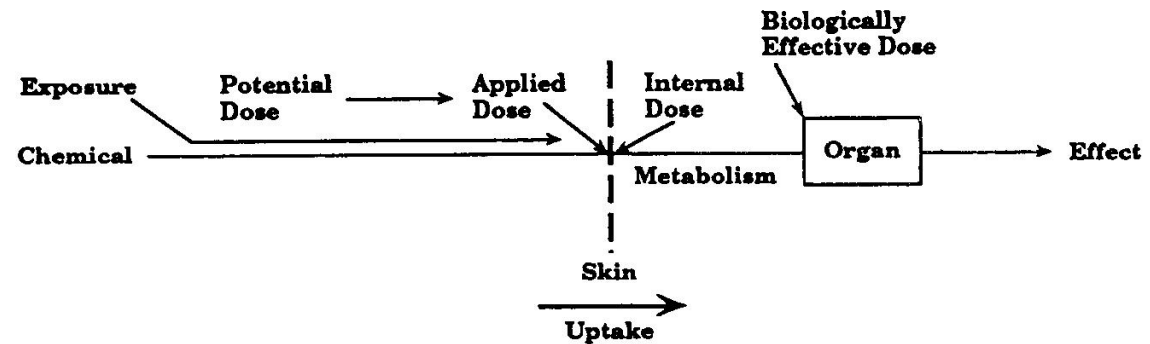 Biologically
Effective Dose
Exposure
Potential
Dose
Applied
Dose
Internal
Dose
Chemical
Organ
Effect
Metabolism
Skin
Uptake